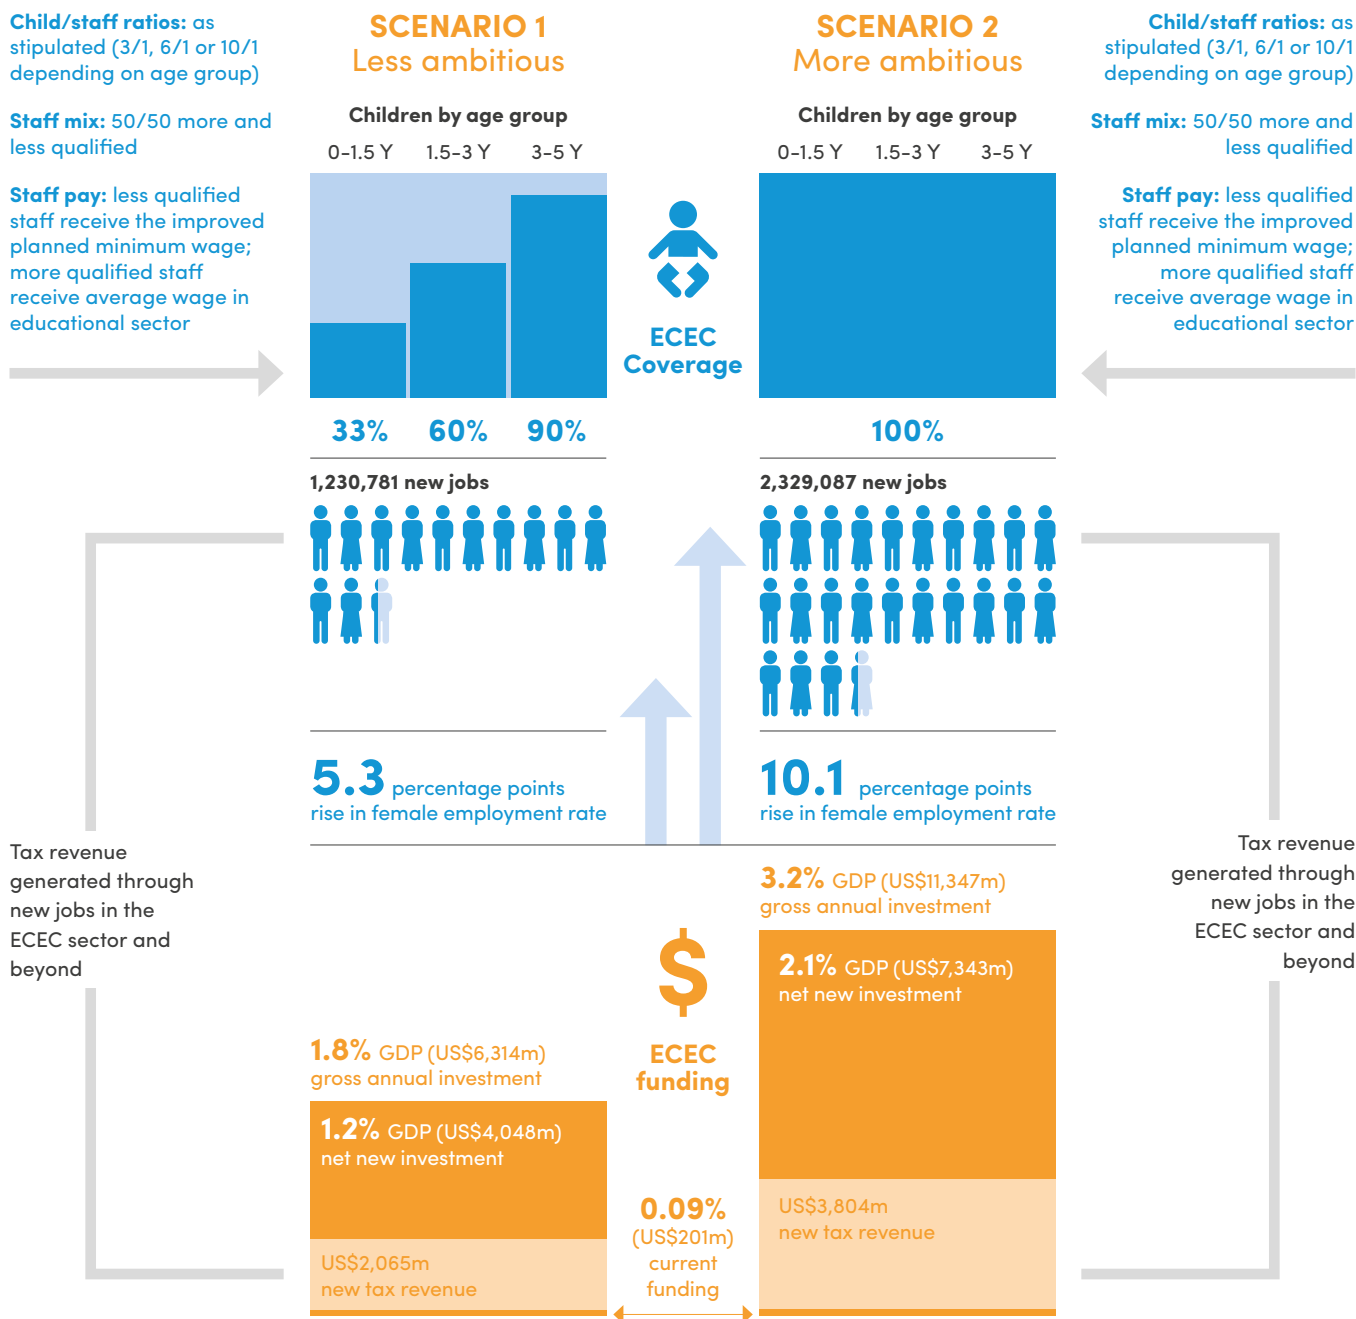 Child/staff ratios: as
stipulated (3/1, 6/1 or 10/1
depending on age group)
Staff mix: 50/50 more and
less qualified
Staff pay: less qualified
staff receive the improved
planned minimum wage;
more qualified staff
receive average wage in
educational sector
SCENARIO 1
Less ambitious
Children by age group
0-1.5 Y 1.5-3 Y 3-5 Y
33% 60% 90%
1,230,781 new jobs
5.3 percentage points
rise in female employment rate
ECEC
Coverage
SCENARIO 2
More ambitious
Children by age group
0-1.5 Y 1.5-3 Y 3-5 Y
100%
2,329,087 new jobs
10.1 percentage points
rise in female employment rate
Child/staff ratios: as
stipulated (3/1, 6/1 or 10/1
depending on age group)
Staff mix: 50/50 more and
less qualified
Staff pay: less qualified
staff receive the improved
planned minimum wage;
more qualified staff
receive average wage in
educational sector
Tax revenue
generated through
new jobs in the
ECEC sector and
beyond
1.8% GDP (US$6,314m)
gross annual investment
1.2% GDP (US$4,048m)
net new investment
US$2,065m
new tax revenue
$
ECEC
funding
0.09%
(US$201m)
current
funding
3.2% GDP (US$11,347m)
gross annual investment
2.1% GDP (US$7,343m)
net new investment
US$3,804m
new tax revenue
Tax revenue
generated through
new jobs in the
ECEC sector and
beyond